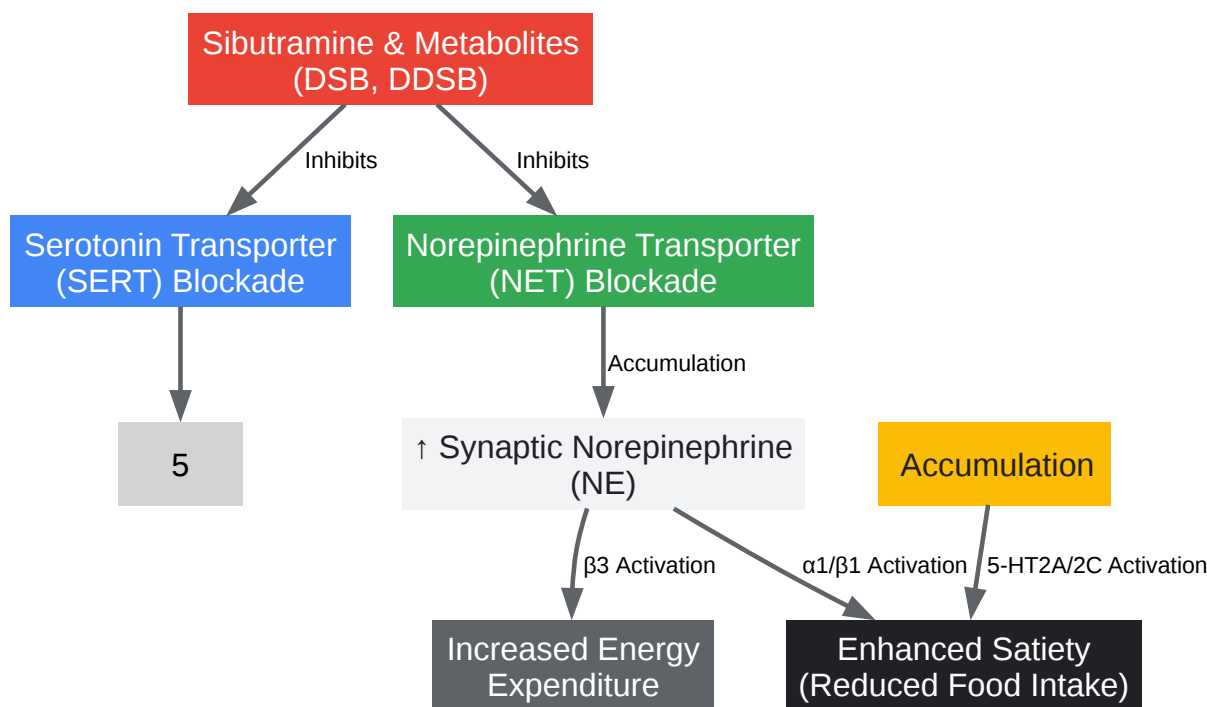 Sibutramine & Metabolites
(DSB, DDSB)
Inhibits
Inhibits
Serotonin Transporter
(SERT) Blockade
Norepinephrine Transporter
(NET) Blockade
Accumulation
5
↑ Synaptic Norepinephrine
(NE)
Accumulation
β3 Activation
α1/β1 Activation
5-HT2A/2C Activation
Increased Energy
Expenditure
Enhanced Satiety
(Reduced Food Intake)